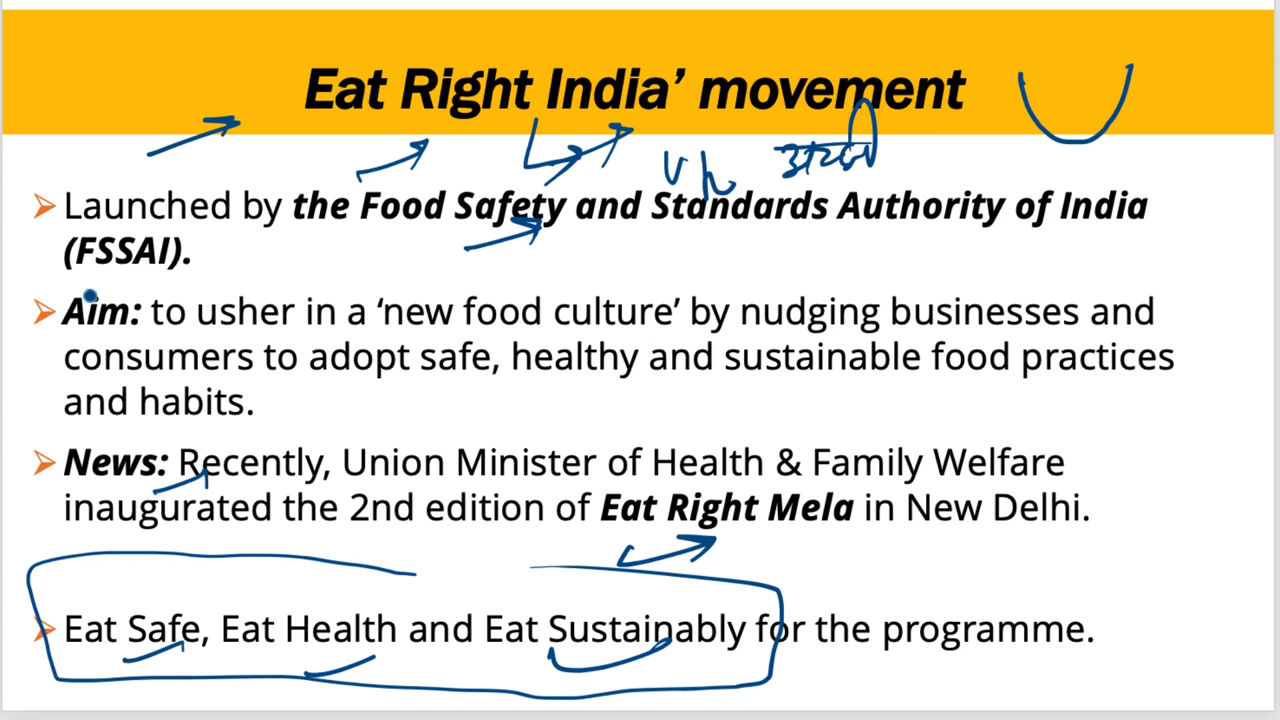 Eat Right India’ movement
Launched by the Food Safety and Standards Authority of India
(FSSAI).
Aim: to usher in a ‘new food culture’ by nudging businesses and
consumers to adopt safe, healthy and sustainable food practices
and habits.
News: Recently, Union Minister of Health & Family Welfare
inaugurated the 2nd edition of Eat Right Mela in New Delhi.
Eat Safe, Eat Health and Eat Sustainably for the programme.